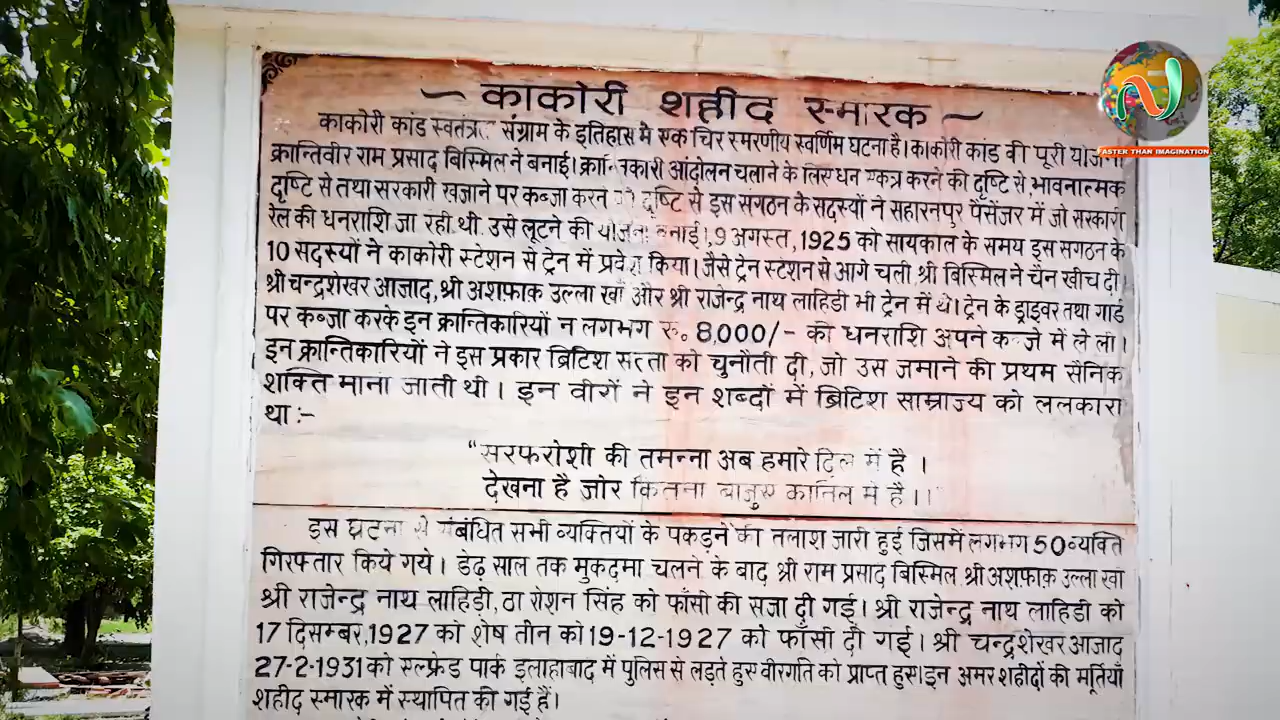 ~ काकोरी शहीद स्मारक ~
काकोरी कांड स्वतंत्रता संग्राम के इतिहास मे एक चिर स्मरणीय स्वर्णिम घटना है। काकोरी कांड की पूरी योजना
क्रान्तिवीर राम प्रसाद बिस्मिल ने बनाई। क्रान्तिकारी आंदोलन चलाने के लिए धन एकत्र करने की दृष्टि से, भावनात्मक
दृष्टि से तथा सरकारी खजाने पर कब्जा करने की दृष्टि से इस संगठन के सदस्यों ने सहारनपुर पैसेंजर में जो सरकारी
रेल की धनराशि जा रही थी. उसे लूटने की योजना बनाई।,9 अगस्त, 1925 को सायकाल के समय इस सगठन के
10 सदस्यों ने काकोरी स्टेशन से ट्रेन में प्रवेश किया। जैसे ट्रेन स्टेशन से आगे चली श्री बिस्मिल ने चैन खीच दी।
श्री चन्द्रशेखर आजाद, श्री अशफ़ाक़ उल्ला खाँ और श्री राजेन्द्र नाथ लाहिडी भी ट्रेन में थे। ट्रेन के ड्राइवर तथा गार्ड
पर कब्जा करके इन क्रान्तिकारियों न लगभग रु. 8,000/- की धनराशि अपने कब्जे में ले ली।
इन क्रान्तिकारियों ने इस प्रकार ब्रिटिश सत्ता को चुनौती दी, जो उस जमाने की प्रथम सैनिक
शक्ति मानी जाती थी। इन वीरों ने इन शब्दों में ब्रिटिश साम्राज्य को ललकारा
था:-
"सरफरोशी की तमन्ना अब हमारे दिल में है ।
देखना है जोर कितना बाजुए कातिल मे है।।"
इस घटना से संबंधित सभी व्यक्तियों के पकड़ने की तलाश जारी हुई जिसमें लगभग 50 व्यक्ति
गिरफ्तार किये गये। डेढ़ साल तक मुकदमा चलने के बाद श्री राम प्रसाद बिस्मिल श्री अशफ़ाक़ उल्ला खाँ
श्री राजेन्द्र नाथ लाहिड़ी, ठा रोशन सिंह को फाँसी की सजा दी गई। श्री राजेन्द्र नाथ लाहिडी को
17 दिसम्बर, 1927 को शेष तीन को 19-12-1927 को फाँसी दी गई। श्री चन्द्रशेखर आजाद
27-2-1931 को एल्फ्रेड पार्क इलाहाबाद में पुलिस से लड़ते हुए वीरगति को प्राप्त हुए। इन अमर शहीदों की मूर्तियाँ
शहीद स्मारक में स्थापित की गई हैं।
FASTER THAN IMAGINATION